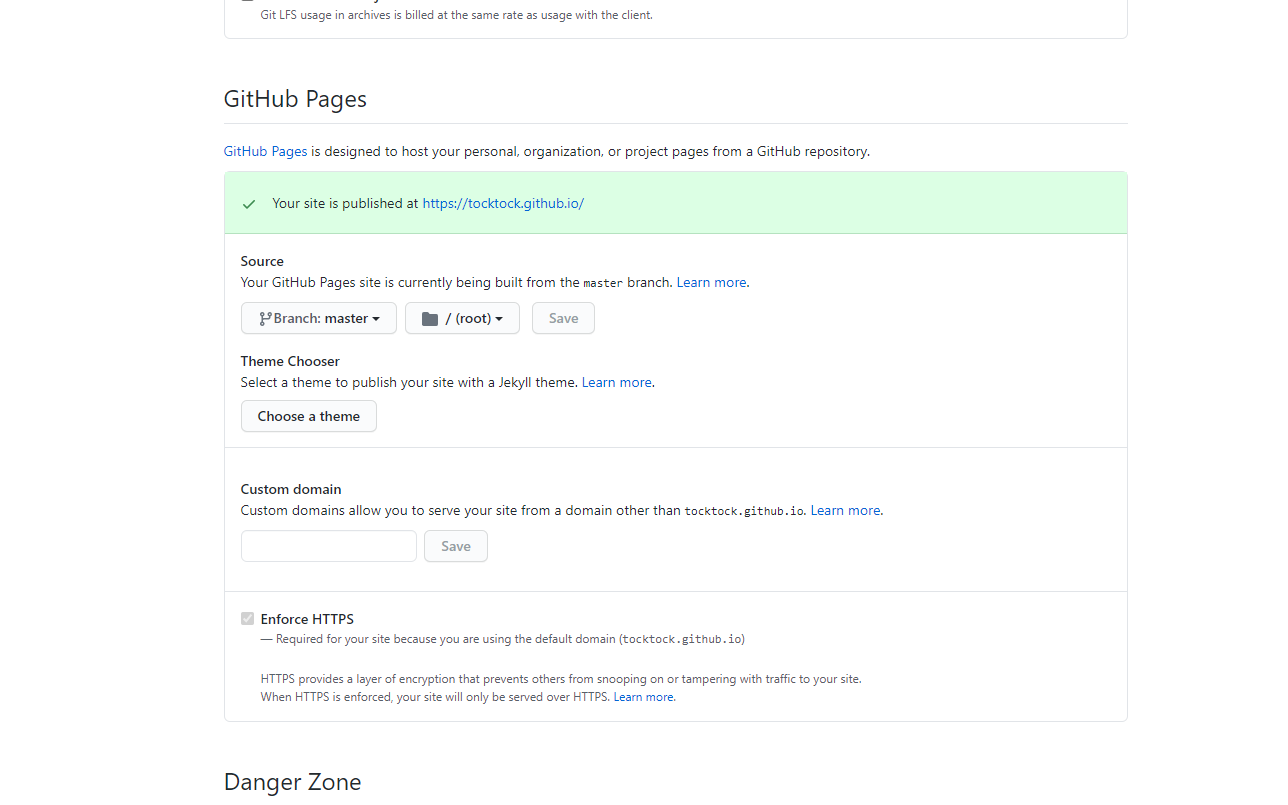 Git LFS usage in archives is billed at the same rate as usage with the client.
GitHub Pages
GitHub Pages is designed to host your personal, organization, or project pages from a GitHub repository.
Your site is published at https://tocktock.github.io/
Source
Your GitHub Pages site is currently being built from the master branch. Learn more.
Branch: master / (root) Save
Theme Chooser
Select a theme to publish your site with a Jekyll theme. Learn more.
Choose a theme
Custom domain
Custom domains allow you to serve your site from a domain other than tocktock.github.io. Learn more.
Save
Enforce HTTPS
— Required for your site because you are using the default domain (tocktock.github.io)
HTTPS provides a layer of encryption that prevents others from snooping on or tampering with traffic to your site.
When HTTPS is enforced, your site will only be served over HTTPS. Learn more.
Danger Zone